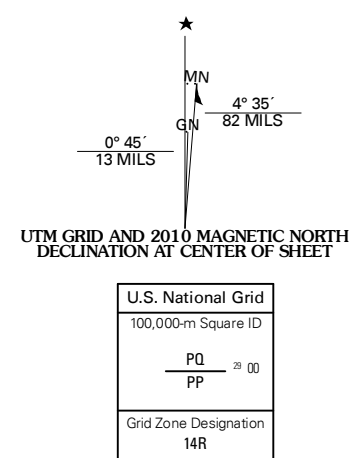 MN
4° 35´
82 MILS
GN
0° 45´
13 MILS
UTM GRID AND 2010 MAGNETIC NORTH
DECLINATION AT CENTER OF SHEET
U.S. National Grid
100,000-m Square ID
PQ
29 00
PP
Grid Zone Designation
14R